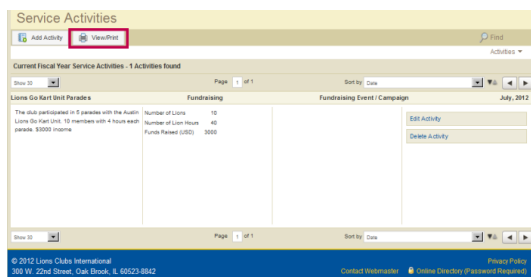 Service Activities
Add Activity View/Print Find
Activities
Current Fiscal Year Service Activities - 1 Activities found
Show 30 Page 1 of 1 Sort by Date
Lions Go Kart Unit Parades Fundraising Fundraising Event / Campaign July, 2012
The club participated in 5 parades with the Austin Number of Lions 10 Edit Activity
Lions Go Kart Unit. 10 members with 4 hours each Number of Lion Hours 40
parade. $3000 income Funds Raised (USD) 3000 Delete Activity
Show 30 Page 1 of 1 Sort by Date
© 2012 Lions Clubs International Privacy Policy
300 W. 22nd Street, Oak Brook, IL 60523-8842 Contact Webmaster Online Directory (Password Required)